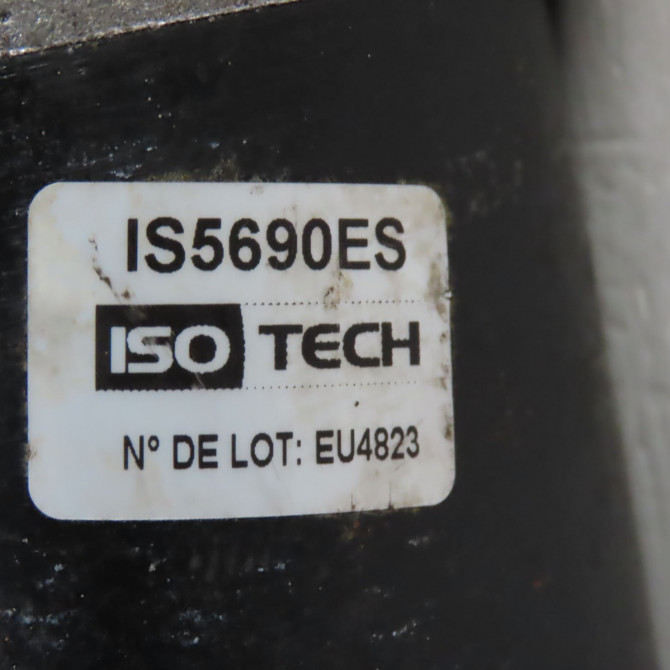 IS5690ES
ISO TECH
N° DE LOT: EU4823